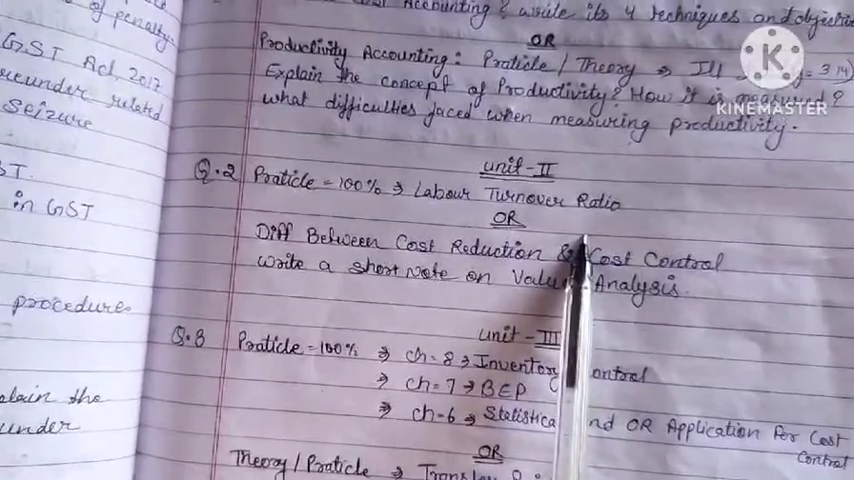 of penalty.
GST Act, 2017
eunder related
seizure
ST.
in GST
procedure.
plain the
under
Accounting? write its 4 Techniques and objective
OR
Productivity Accounting: Praticle / Theory ⇒ Ill
Explain the concept of Productivity? How it is measured?
what difficulties faced when measuring productivity.
K
KINEMASTER
unit-II
Q.2 Praticle = 100% ⇒ Labour Turnover Ratio
OR
Diff Between Cost Reduction & Cost Control
write a short note on Value Analysis.
unit-III
Q.3 Praticle = 100% ⇒ ch-8 ⇒ Inventory Control
⇒ ch-7 ⇒ BEP
⇒ ch-6 ⇒ Statistical and OR Application For Cost
Control
OR
Theory / Praticle ⇒